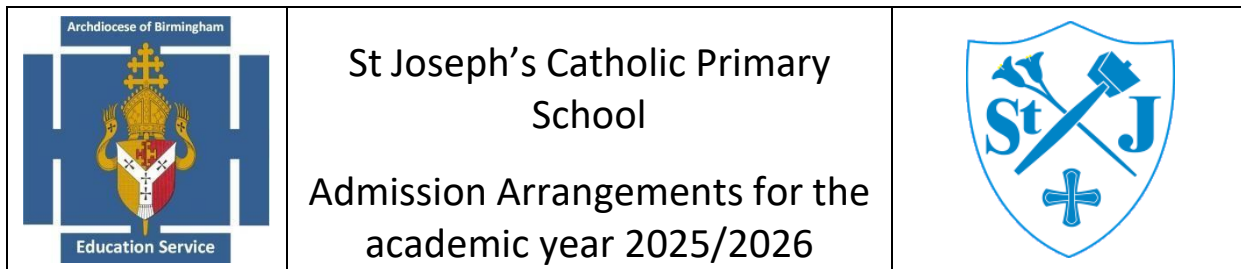 Archdiocese of Birmingham
Education Service
St Joseph’s Catholic Primary
School
Admission Arrangements for the
academic year 2025/2026
St J